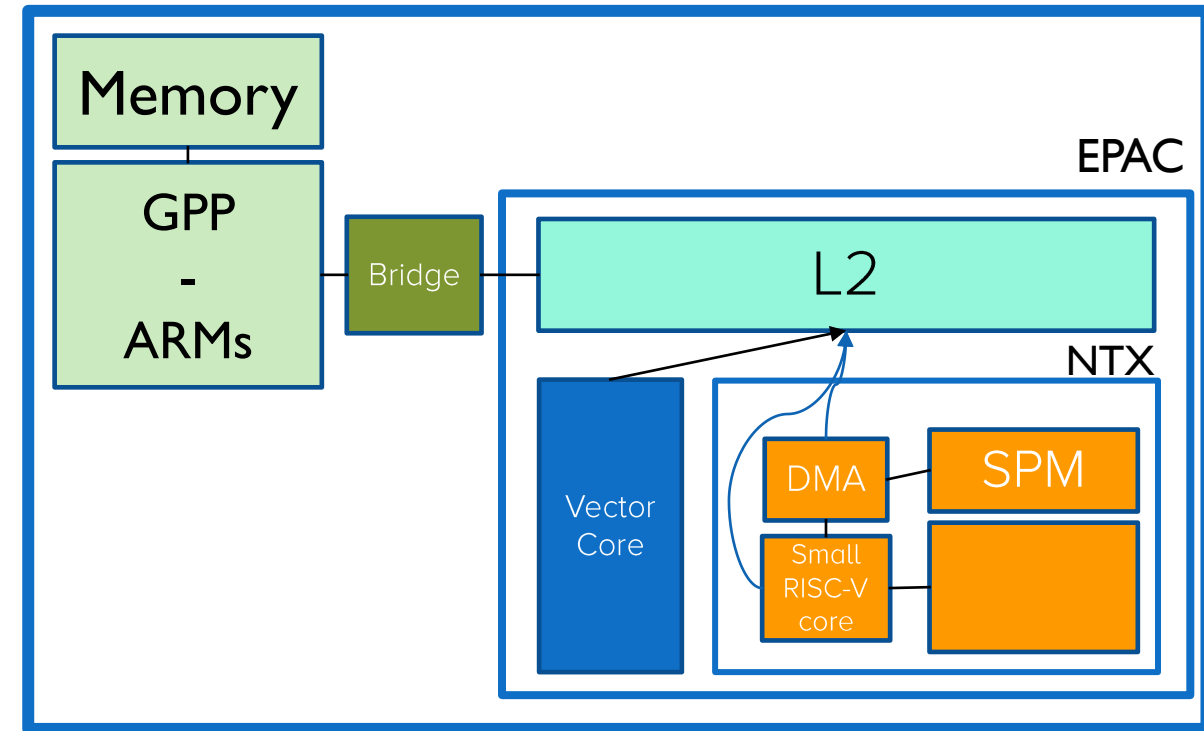 Memory
GPP
-
ARMs
Bridge
EPAC
L2
NTX
Vector
Core
DMA
SPM
Small
RISC-V
core